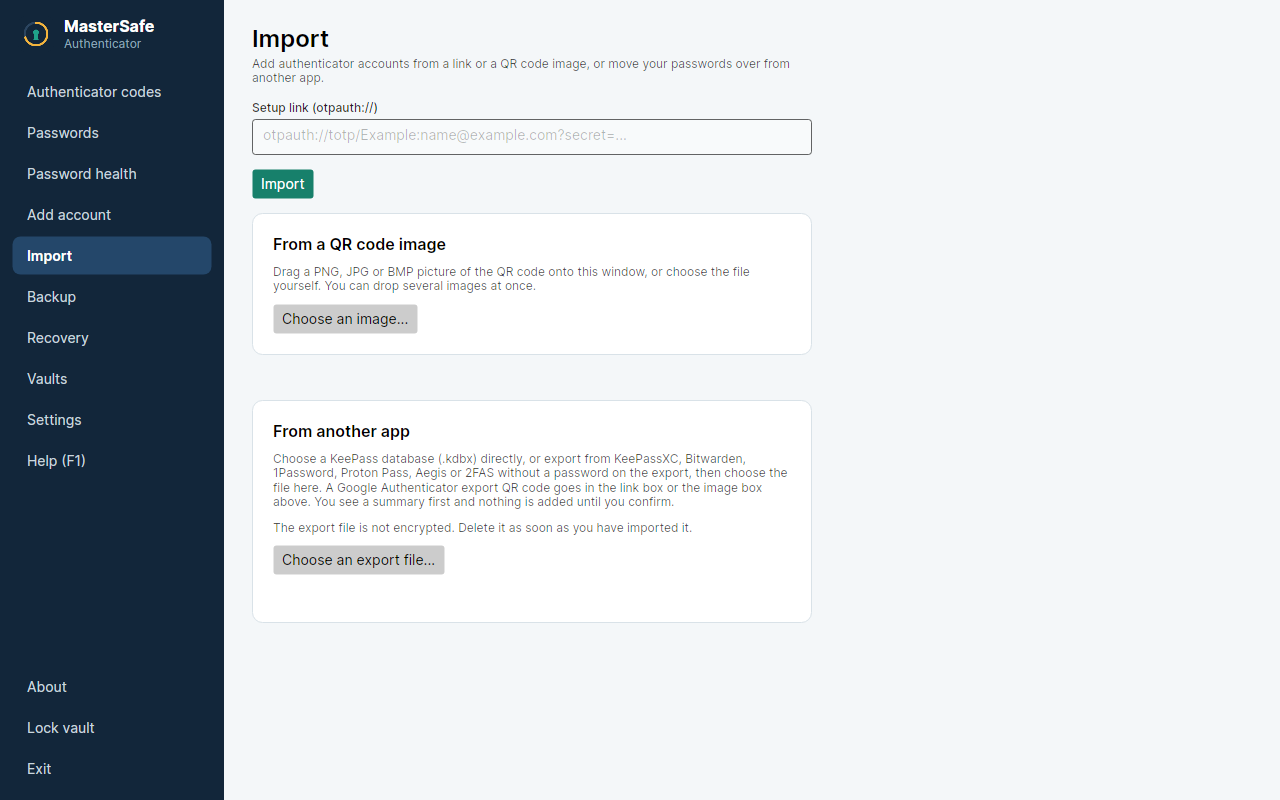 MasterSafe
Authenticator
Authenticator codes
Passwords
Password health
Add account
Import
Backup
Recovery
Vaults
Settings
Help (F1)
About
Lock vault
Exit
Import
Add authenticator accounts from a link or a QR code image, or move your passwords over from
another app.
Setup link (otpauth://)
otpauth://totp/Example:name@example.com?secret=...
Import
From a QR code image
Drag a PNG, JPG or BMP picture of the QR code onto this window, or choose the file
yourself. You can drop several images at once.
Choose an image...
From another app
Choose a KeePass database (.kdbx) directly, or export from KeePassXC, Bitwarden,
1Password, Proton Pass, Aegis or 2FAS without a password on the export, then choose the
file here. A Google Authenticator export QR code goes in the link box or the image box
above. You see a summary first and nothing is added until you confirm.
The export file is not encrypted. Delete it as soon as you have imported it.
Choose an export file...